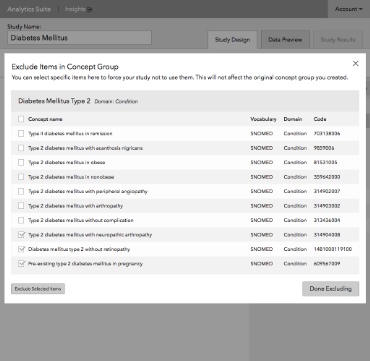 Analytics Suite Insights Account
Study Name:
Diabetes Mellitus
Study Design Data Preview Study Results
Exclude Items in Concept Group
You can select specific items here to force your study not to use them. This will not affect the original concept group you created.
Diabetes Mellitus Type 2 Domain: Condition
Concept name Vocabulary Domain Code
Type II diabetes mellitus in remission SNOMED Condition 703138006
Type 2 diabetes mellitus with acanthosis nigricans SNOMED Condition 9859006
Type 2 diabetes mellitus in obese SNOMED Condition 81531005
Type 2 diabetes mellitus in nonobese SNOMED Condition 359642000
Type 2 diabetes mellitus with peripheral angiopathy SNOMED Condition 314902007
Type 2 diabetes mellitus with arthropathy SNOMED Condition 314903002
Type 2 diabetes mellitus without complication SNOMED Condition 313436004
Type 2 diabetes mellitus with neuropathic arthropathy SNOMED Condition 314904008
Diabetes mellitus type 2 without retinopathy SNOMED Condition 1481000119100
Pre-existing type 2 diabetes mellitus in pregnancy SNOMED Condition 609567009
Exclude Selected Items Done Excluding